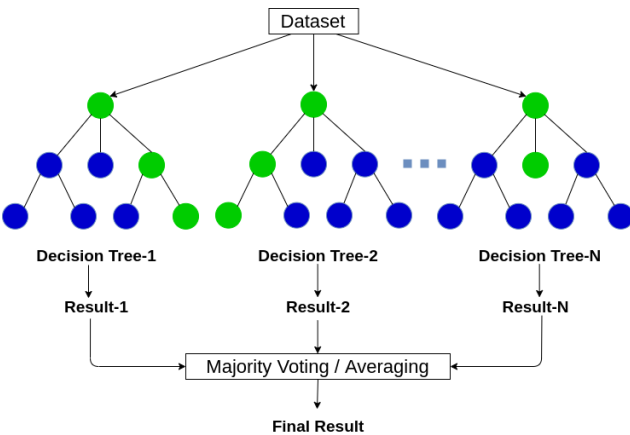 Dataset
Decision Tree-1
Decision Tree-2
Decision Tree-N
Result-1
Result-2
Result-N
Majority Voting / Averaging
Final Result